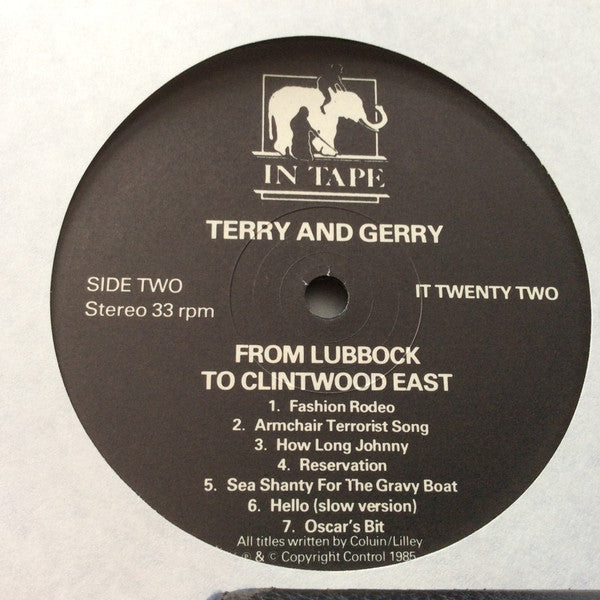 IN TAPE
TERRY AND GERRY
SIDE TWO
Stereo 33 rpm
IT TWENTY TWO
FROM LUBBOCK
TO CLINTWOOD EAST
1. Fashion Rodeo
2. Armchair Terrorist Song
3. How Long Johnny
4. Reservation
5. Sea Shanty For The Gravy Boat
6. Hello (slow version)
7. Oscar's Bit
All titles written by Coluin/Lilley
℗ & © Copyright Control 1985